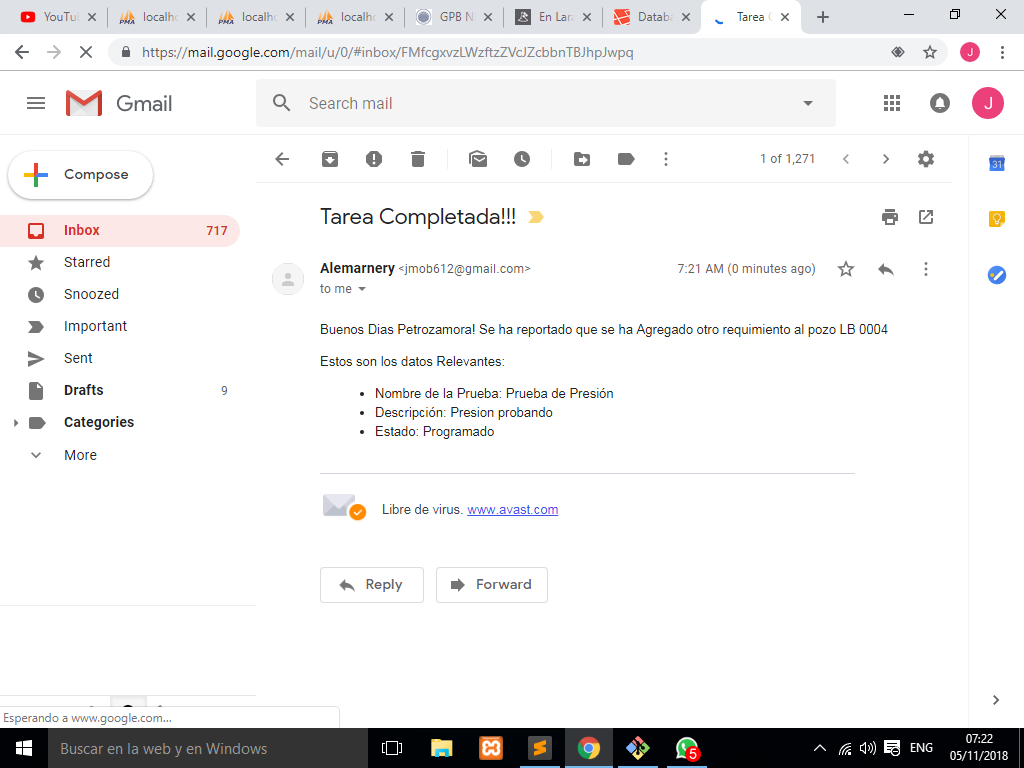 YouTu
localho
localho
localho
GPB N
En Lara
Databa
Tarea C
https://mail.google.com/mail/u/0/#inbox/FMfcgxvzLWzftzZVcJZcbbnTBJhpJwpq
J
Gmail
Search mail
J
Compose
1 of 1,271
31
Inbox 717
Starred
Snoozed
Important
Sent
Drafts 9
Categories
More
Tarea Completada!!!
Alemarnery <jmob612@gmail.com>
7:21 AM (0 minutes ago)
to me
Buenos Dias Petrozamora! Se ha reportado que se ha Agregado otro requimiento al pozo LB 0004
Estos son los datos Relevantes:
• Nombre de la Prueba: Prueba de Presión
• Descripción: Presion probando
• Estado: Programado
Libre de virus. www.avast.com
Reply
Forward
Esperando a www.google.com...
Buscar en la web y en Windows
5
ENG
07:22
05/11/2018